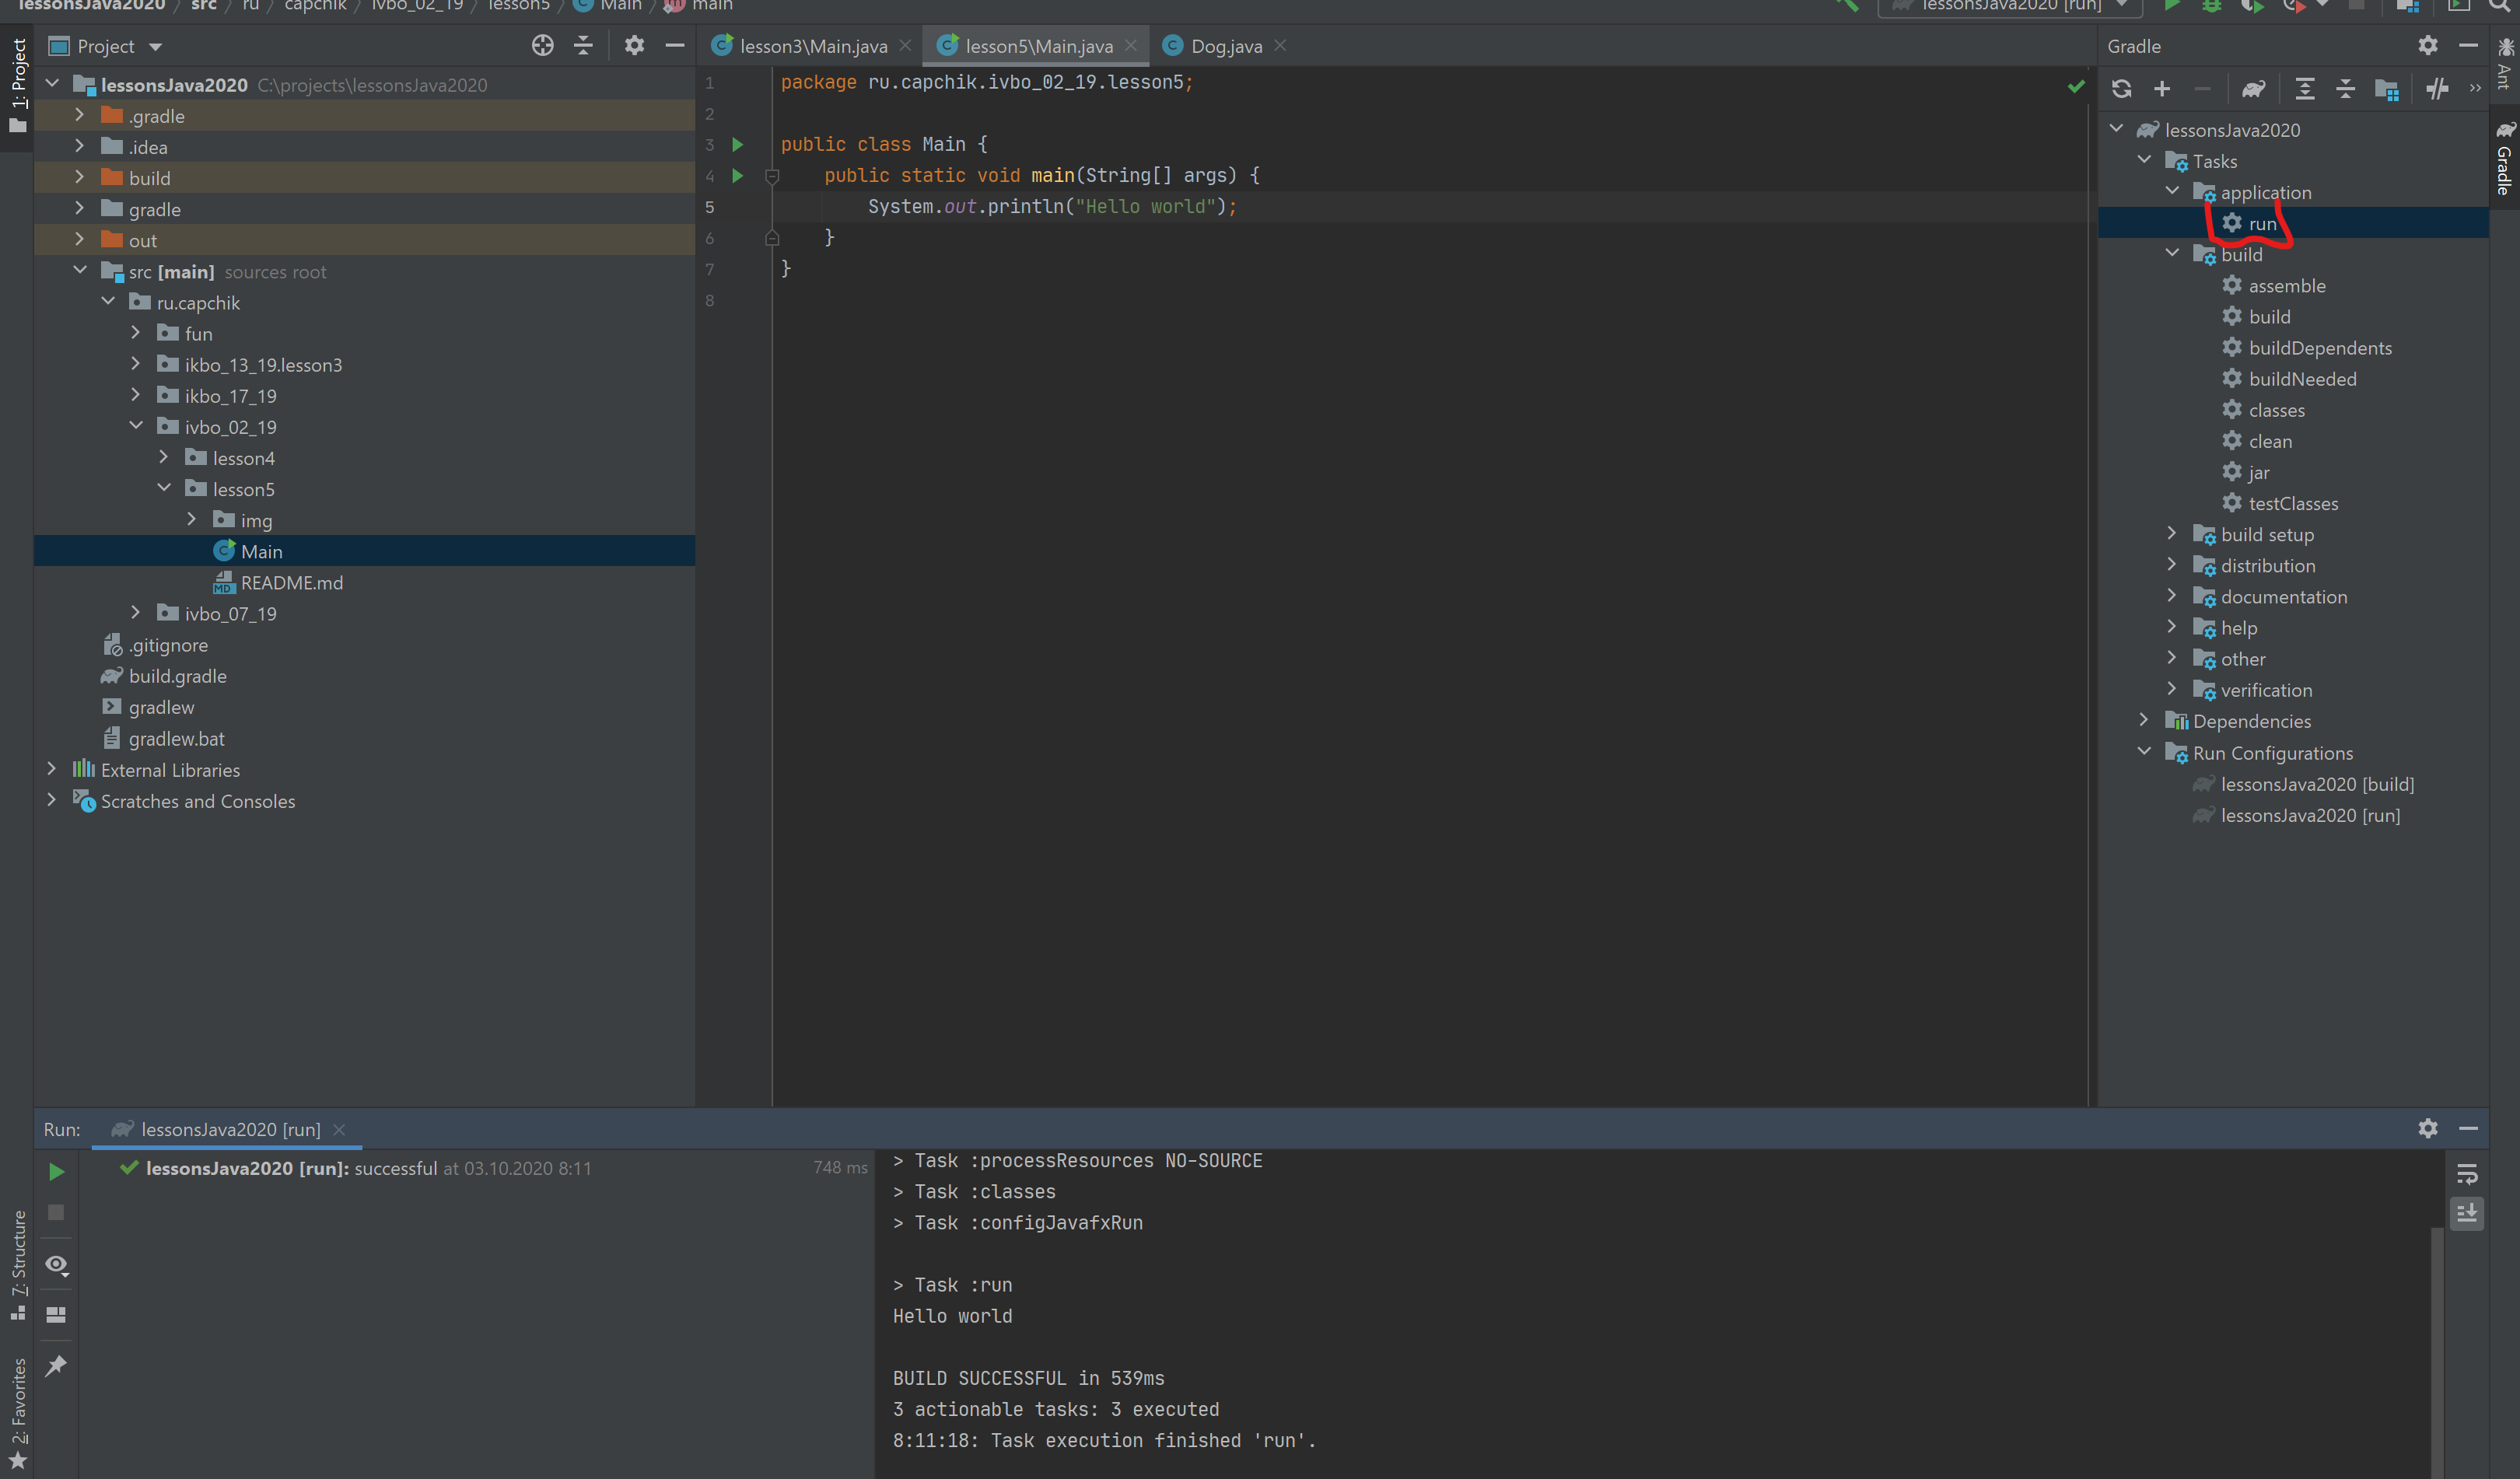 lessonsJava2020 / src / ru / capchik / ivbo_02_19 / lesson5 / Main / main
lessonsJava2020 [run]
1: Project
Project
lessonsJava2020 C:\projects\lessonsJava2020
.gradle
.idea
build
gradle
out
src [main] sources root
ru.capchik
fun
ikbo_13_19.lesson3
ikbo_17_19
ivbo_02_19
lesson4
lesson5
img
Main
README.md
ivbo_07_19
.gitignore
build.gradle
gradlew
gradlew.bat
External Libraries
Scratches and Consoles
lesson3\Main.java
lesson5\Main.java
Dog.java
1 package ru.capchik.ivbo_02_19.lesson5;
2
3 public class Main {
4 public static void main(String[] args) {
5 System.out.println("Hello world");
6 }
7 }
8
Gradle
lessonsJava2020
Tasks
application
run
build
assemble
build
buildDependents
buildNeeded
classes
clean
jar
testClasses
build setup
distribution
documentation
help
other
verification
Dependencies
Run Configurations
lessonsJava2020 [build]
lessonsJava2020 [run]
Ant
Gradle
Run: lessonsJava2020 [run]
lessonsJava2020 [run]: successful at 03.10.2020 8:11 748 ms
> Task :processResources NO-SOURCE
> Task :classes
> Task :configJavafxRun
> Task :run
Hello world
BUILD SUCCESSFUL in 539ms
3 actionable tasks: 3 executed
8:11:18: Task execution finished 'run'.
7: Structure
2: Favorites